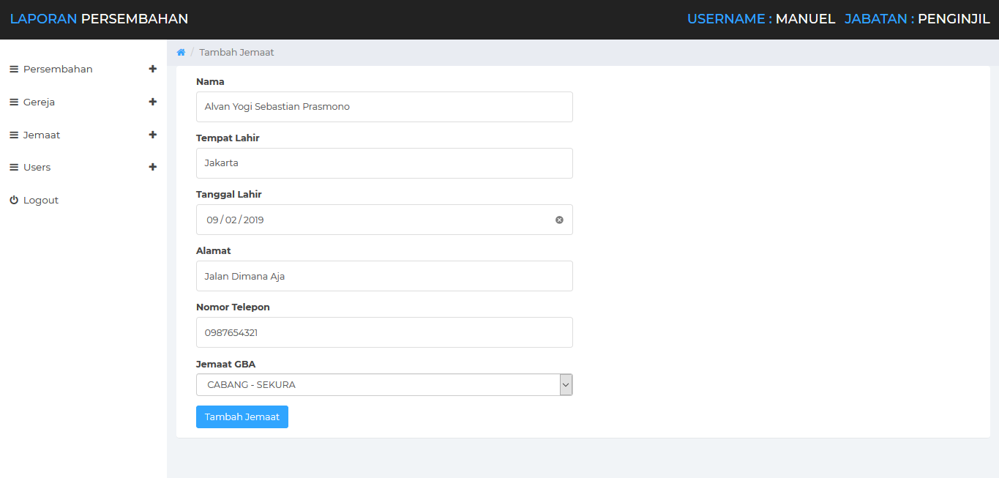 LAPORAN PERSEMBAHAN
USERNAME : MANUEL JABATAN : PENGINJIL
/ Tambah Jemaat
Persembahan
Gereja
Jemaat
Users
Logout
Nama
Alvan Yogi Sebastian Prasmono
Tempat Lahir
Jakarta
Tanggal Lahir
09 / 02 / 2019
Alamat
Jalan Dimana Aja
Nomor Telepon
0987654321
Jemaat GBA
CABANG - SEKURA
Tambah Jemaat